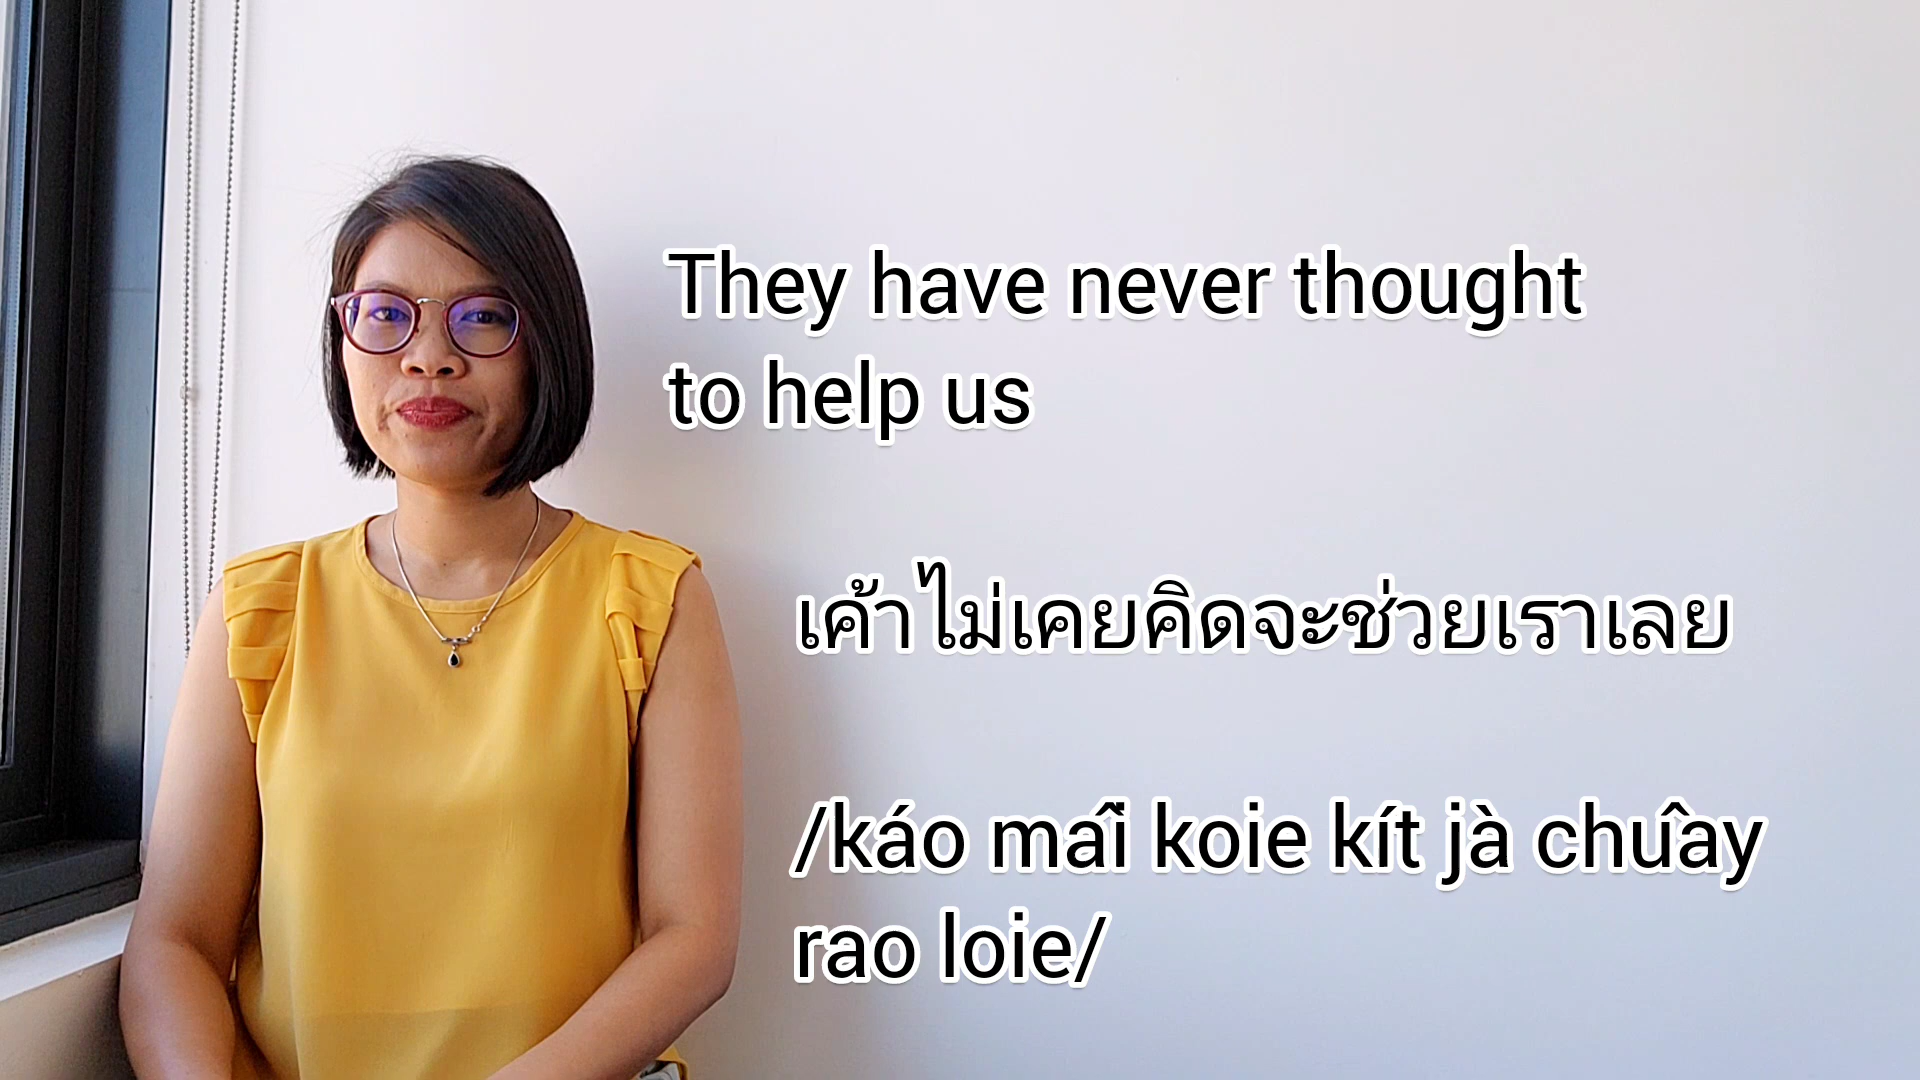 They have never thought
to help us
เค้าไม่เคยคิดจะช่วยเราเลย
/káo maî koie kít jà chuây
rao loie/